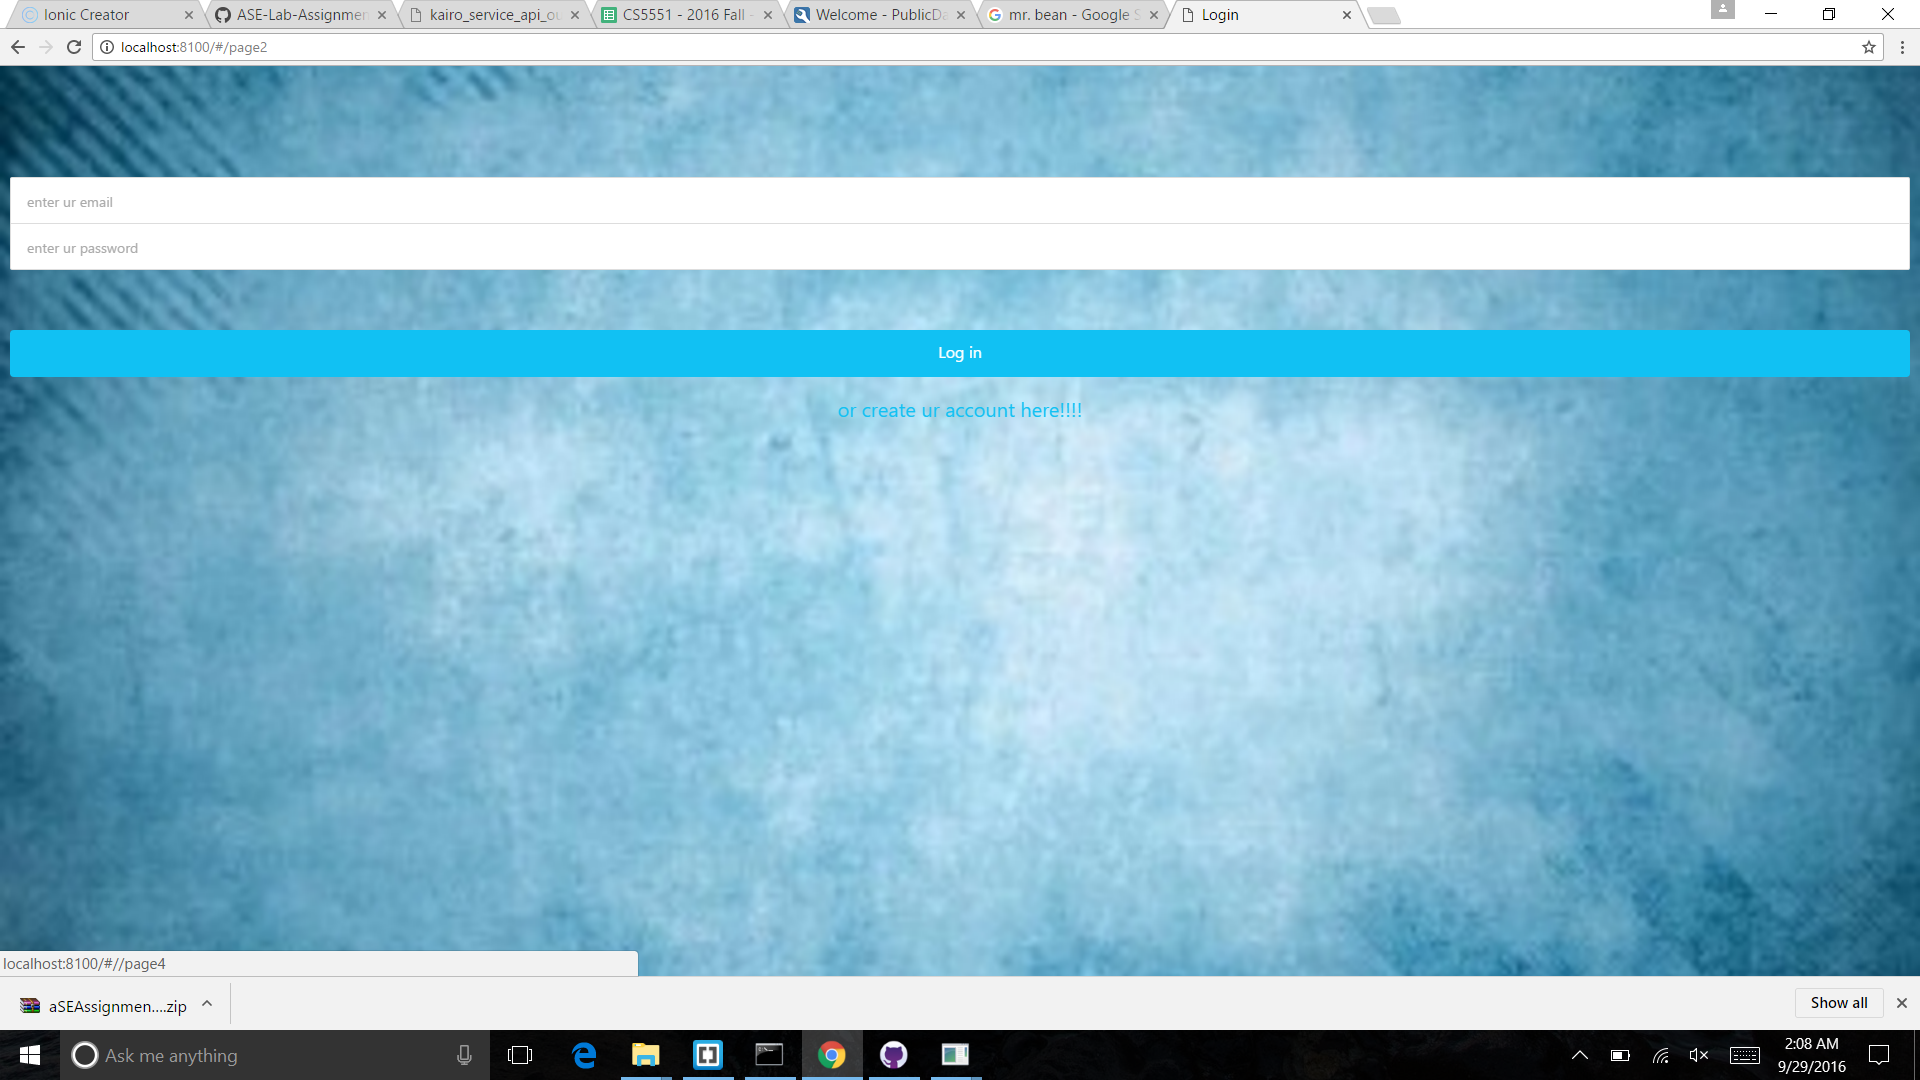 Ionic Creator
ASE-Lab-Assignmen
kairo_service_api_ou
CS5551 - 2016 Fall -
Welcome - PublicDa
mr. bean - Google S
Login
localhost:8100/#/page2
enter ur email
enter ur password
Log in
or create ur account here!!!!
localhost:8100/#//page4
aSEAssignmen....zip
Show all
Ask me anything
2:08 AM
9/29/2016